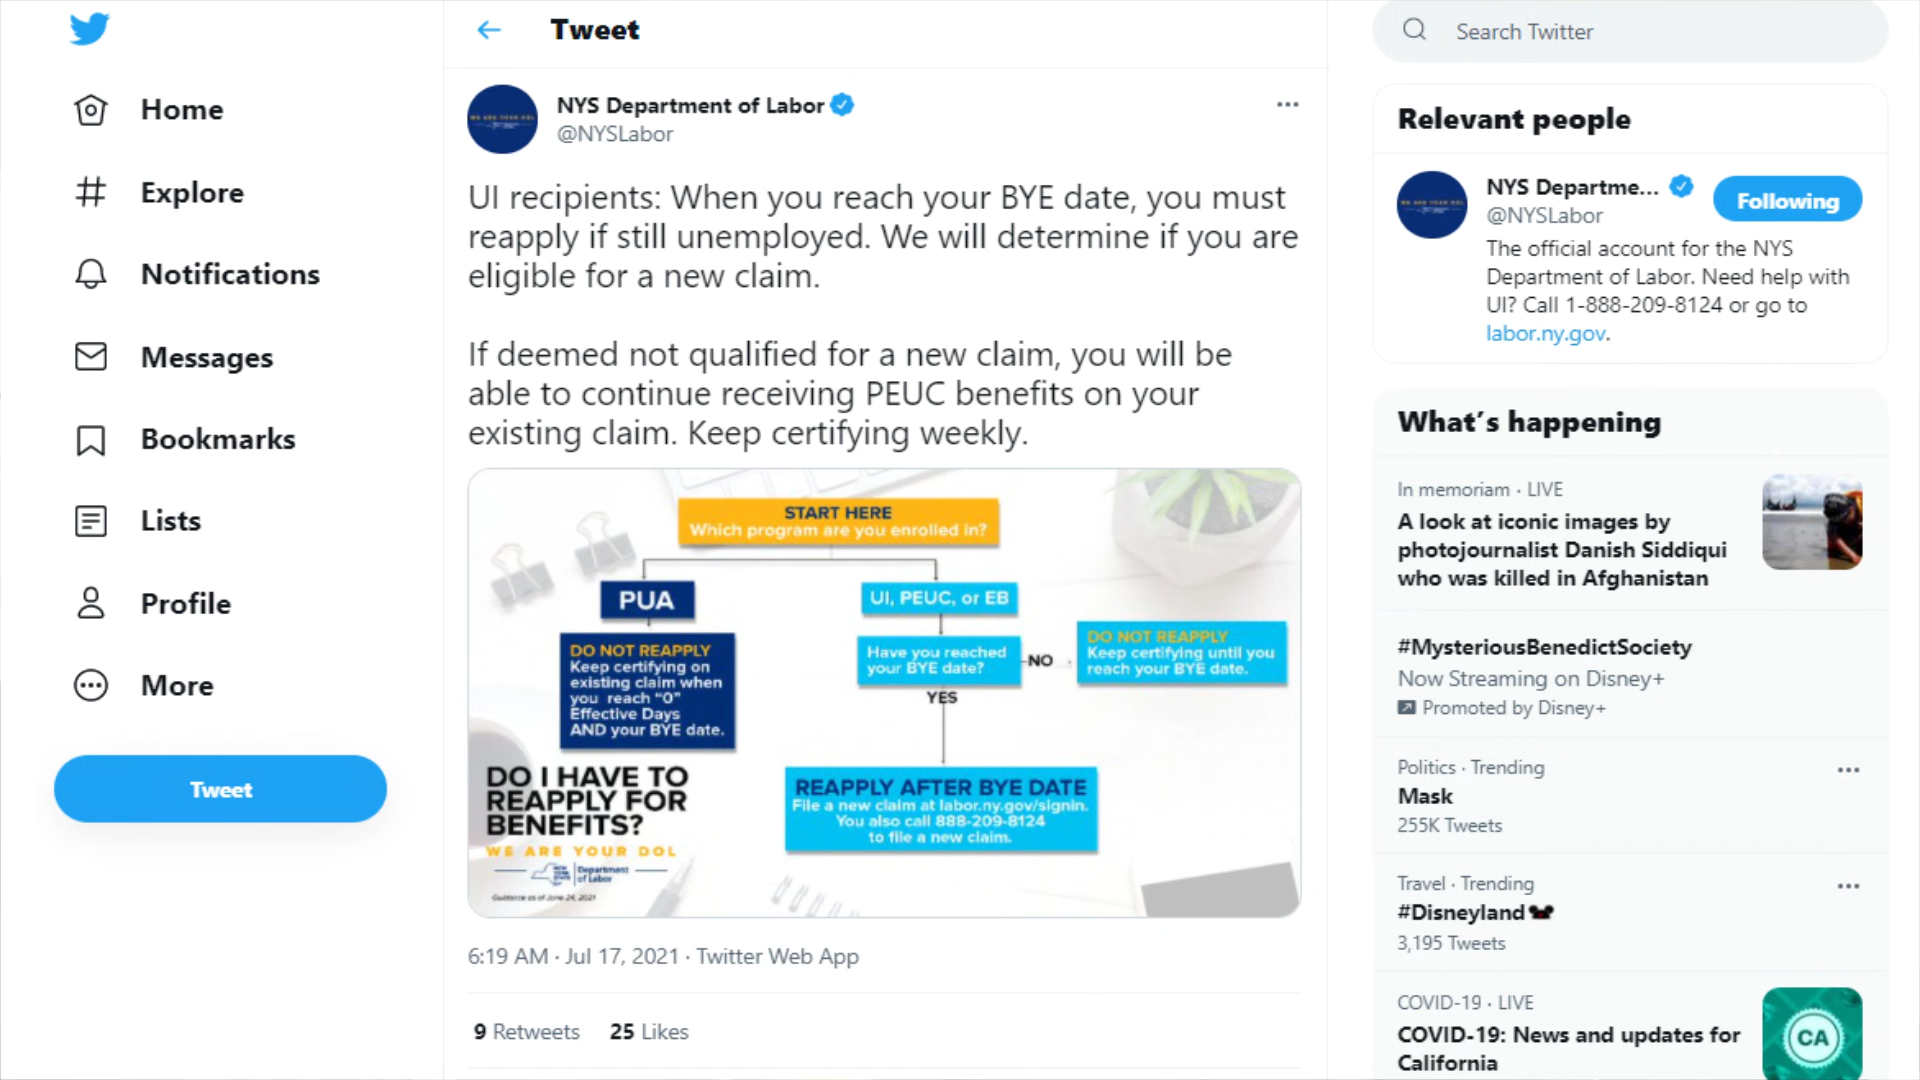 Home
Explore
Notifications
Messages
Bookmarks
Lists
Profile
More
Tweet
Tweet
NYS Department of Labor
@NYSLabor
UI recipients: When you reach your BYE date, you must
reapply if still unemployed. We will determine if you are
eligible for a new claim.
If deemed not qualified for a new claim, you will be
able to continue receiving PEUC benefits on your
existing claim. Keep certifying weekly.
START HERE
Which program are you enrolled in?
PUA
DO NOT REAPPLY
Keep certifying on
existing claim when
you reach "0"
Effective Days
AND your BYE date.
UI, PEUC, or EB
Have you reached
your BYE date?
NO
DO NOT REAPPLY
Keep certifying until you
reach your BYE date.
YES
REAPPLY AFTER BYE DATE
File a new claim at labor.ny.gov/signin.
You also call 888-209-8124
to file a new claim.
DO I HAVE TO
REAPPLY FOR
BENEFITS?
WE ARE YOUR DOL
NEW YORK STATE
Department
of Labor
Guidance as of June 24, 2021
6:19 AM · Jul 17, 2021 · Twitter Web App
9 Retweets 25 Likes
Search Twitter
Relevant people
NYS Departme...
@NYSLabor
Following
The official account for the NYS
Department of Labor. Need help with
UI? Call 1-888-209-8124 or go to
labor.ny.gov.
What's happening
In memoriam · LIVE
A look at iconic images by
photojournalist Danish Siddiqui
who was killed in Afghanistan
#MysteriousBenedictSociety
Now Streaming on Disney+
Promoted by Disney+
Politics · Trending
Mask
255K Tweets
Travel · Trending
#Disneyland
3,195 Tweets
COVID-19 · LIVE
COVID-19: News and updates for
California
CA